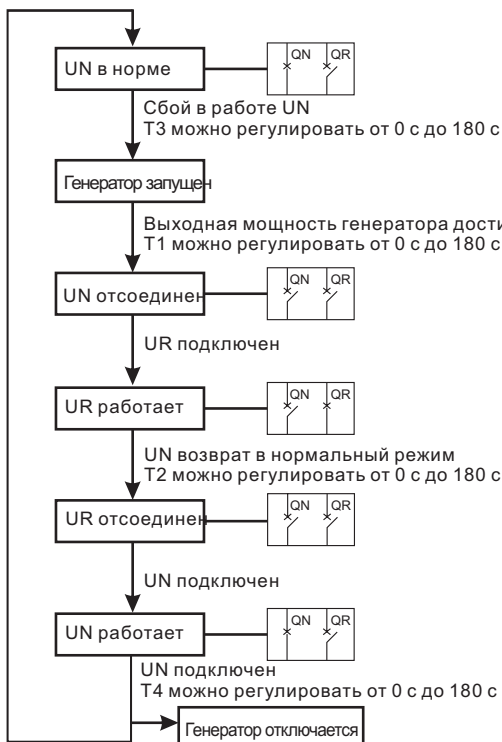 UN в норме
QN QR
Сбой в работе UN
T3 можно регулировать от 0 с до 180 с
Генератор запущен
Выходная мощность генератора дости
T1 можно регулировать от 0 с до 180 с
UN отсоединен
QN QR
UR подключен
UR работает
QN QR
UN возврат в нормальный режим
T2 можно регулировать от 0 с до 180 с
UR отсоединен
QN QR
UN подключен
UN работает
QN QR
UN подключен
T4 можно регулировать от 0 с до 180 с
Генератор отключается